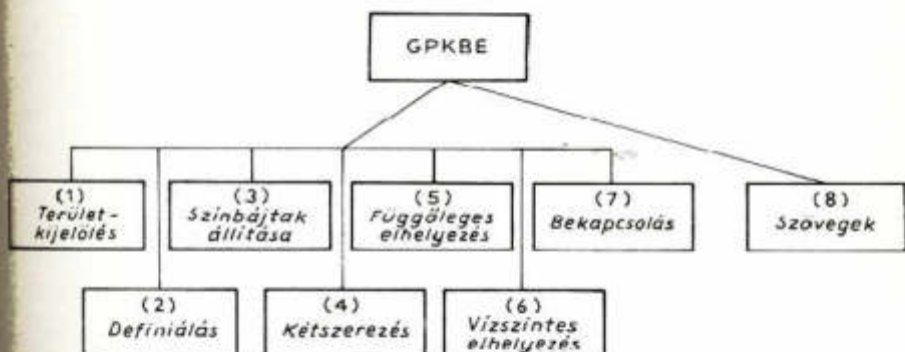 GPKBE
(1)
Terület-
kijelölés
(3)
Színbájtak
állítása
(5)
Függőleges
elhelyezés
(7)
Bekapcsolás
(8)
Szövegek
(2)
Definiálás
(4)
Kétszerezés
(6)
Vízszintes
elhelyezés